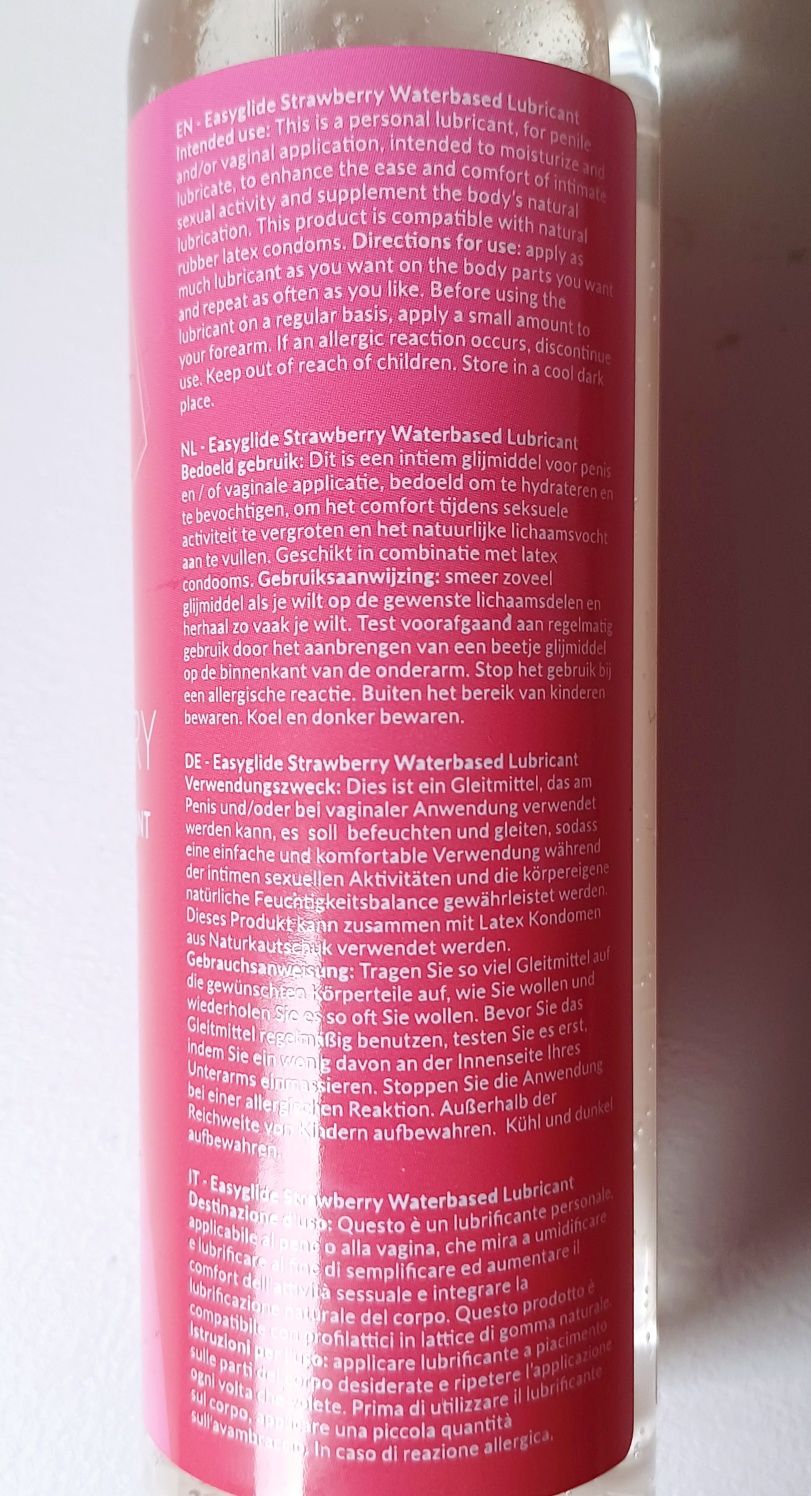 EN - Easyglide Strawberry Waterbased Lubricant
Intended use: This is a personal lubricant, for penile
and/or vaginal application, intended to moisturize and
lubricate, to enhance the ease and comfort of intimate
sexual activity and supplement the body's natural
lubrication. This product is compatible with natural
rubber latex condoms. Directions for use: apply as
much lubricant as you want on the body parts you want
and repeat as often as you like. Before using the
lubricant on a regular basis, apply a small amount to
your forearm. If an allergic reaction occurs, discontinue
use. Keep out of reach of children. Store in a cool dark
place.
NL - Easyglide Strawberry Waterbased Lubricant
Bedoeld gebruik: Dit is een intiem glijmiddel voor penis
en / of vaginale applicatie, bedoeld om te hydrateren en
te bevochtigen, om het comfort tijdens seksuele
activiteit te vergroten en het natuurlijke lichaamsvocht
aan te vullen. Geschikt in combinatie met latex
condooms. Gebruiksaanwijzing: smeer zoveel
glijmiddel als je wilt op de gewenste lichaamsdelen en
herhaal zo vaak je wilt. Test voorafgaand aan regelmatig
gebruik door het aanbrengen van een beetje glijmiddel
op de binnenkant van de onderarm. Stop het gebruik bij
een allergische reactie. Buiten het bereik van kinderen
bewaren. Koel en donker bewaren.
RY
NT
DE - Easyglide Strawberry Waterbased Lubricant
Verwendungszweck: Dies ist ein Gleitmittel, das am
Penis und/oder bei vaginaler Anwendung verwendet
werden kann, es soll befeuchten und gleiten, sodass
eine einfache und komfortable Verwendung während
der intimen sexuellen Aktivitäten und die körpereigene
natürliche Feuchtigkeitsbalance gewährleistet werden.
Dieses Produkt kann zusammen mit Latex Kondomen
aus Naturkautschuk verwendet werden.
Gebrauchsanweisung: Tragen Sie so viel Gleitmittel auf
die gewünschten Körperteile auf, wie Sie wollen und
wiederholen Sie es so oft Sie wollen. Bevor Sie das
Gleitmittel regelmäßig benutzen, testen Sie es erst,
indem Sie ein wenig davon an der Innenseite Ihres
Unterarms einmassieren. Stoppen Sie die Anwendung
bei einer allergischen Reaktion. Außerhalb der
Reichweite von Kindern aufbewahren. Kühl und dunkel
aufbewahren.
IT - Easyglide Strawberry Waterbased Lubricant
Destinazione d'uso: Questo è un lubrificante personale,
applicabile al pene o alla vagina, che mira a umidificare
e lubrificare al fine di semplificare ed aumentare il
comfort dell'attività sessuale e integrare la
lubrificazione naturale del corpo. Questo prodotto è
compatibile con profilattici in lattice di gomma naturale.
Istruzioni per l'uso: applicare lubrificante a piacimento
sulle parti del corpo desiderate e ripetere l'applicazione
ogni volta che volete. Prima di utilizzare il lubrificante
sul corpo, applicare una piccola quantità
sull'avambraccio. In caso di reazione allergica,